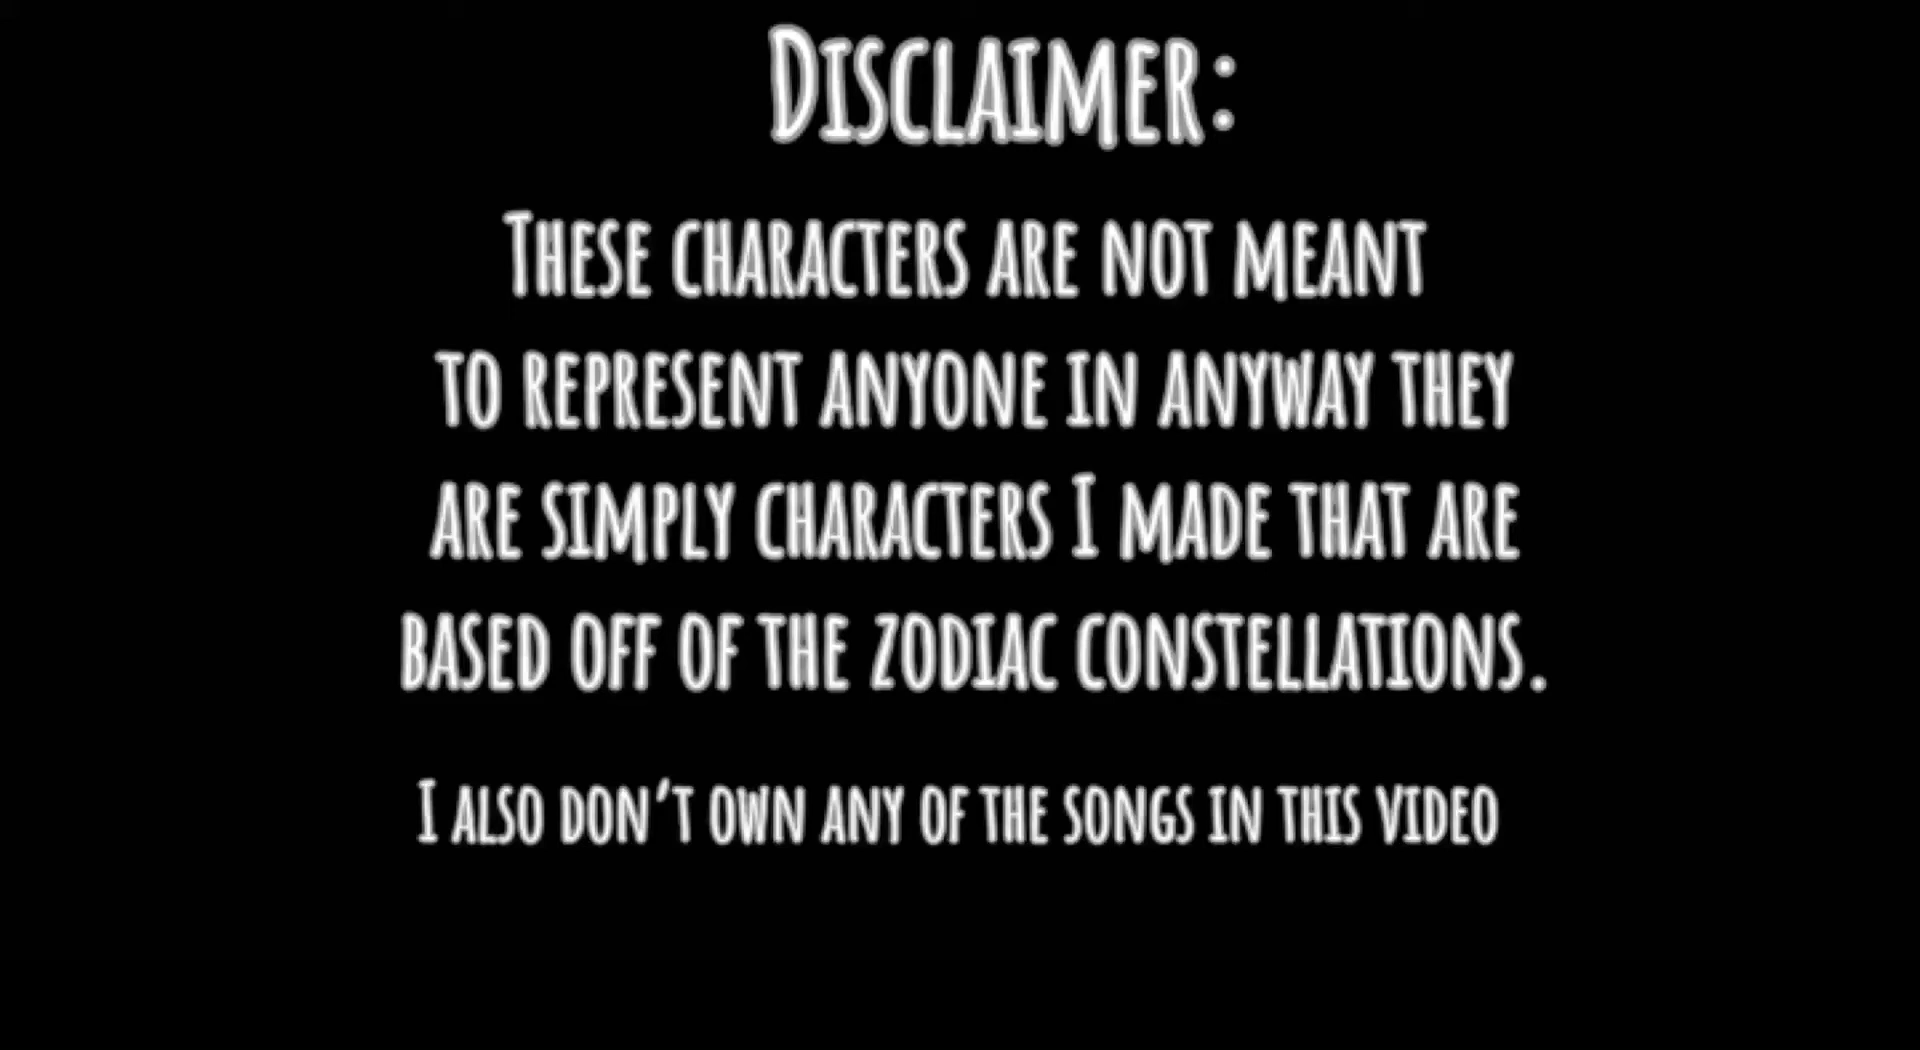 Disclaimer:
These characters are not meant
to represent anyone in anyway they
are simply characters I made that are
based off of the zodiac constellations.
I also don't own any of the songs in this video